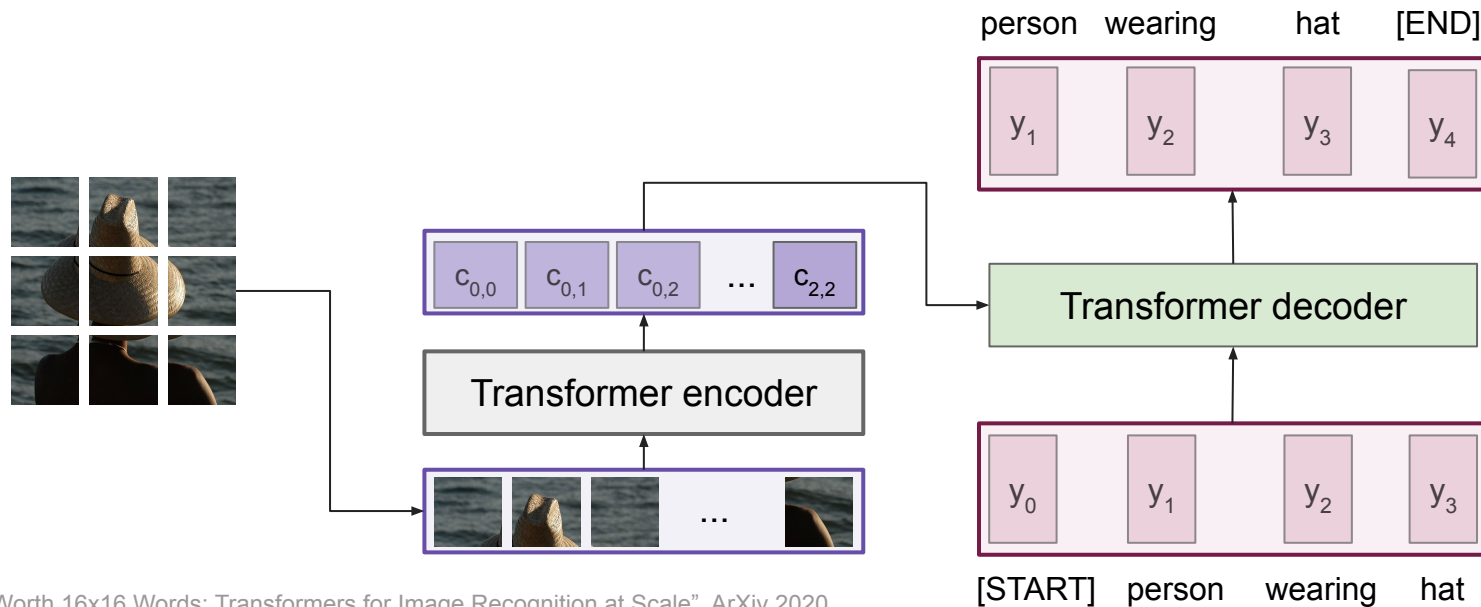 person wearing hat [END]
y1 y2 y3 y4
c0,0 c0,1 c0,2 ... c2,2
Transformer decoder
Transformer encoder
...
y0 y1 y2 y3
[START] person wearing hat
Worth 16x16 Words: Transformers for Image Recognition at Scale", ArXiv 2020